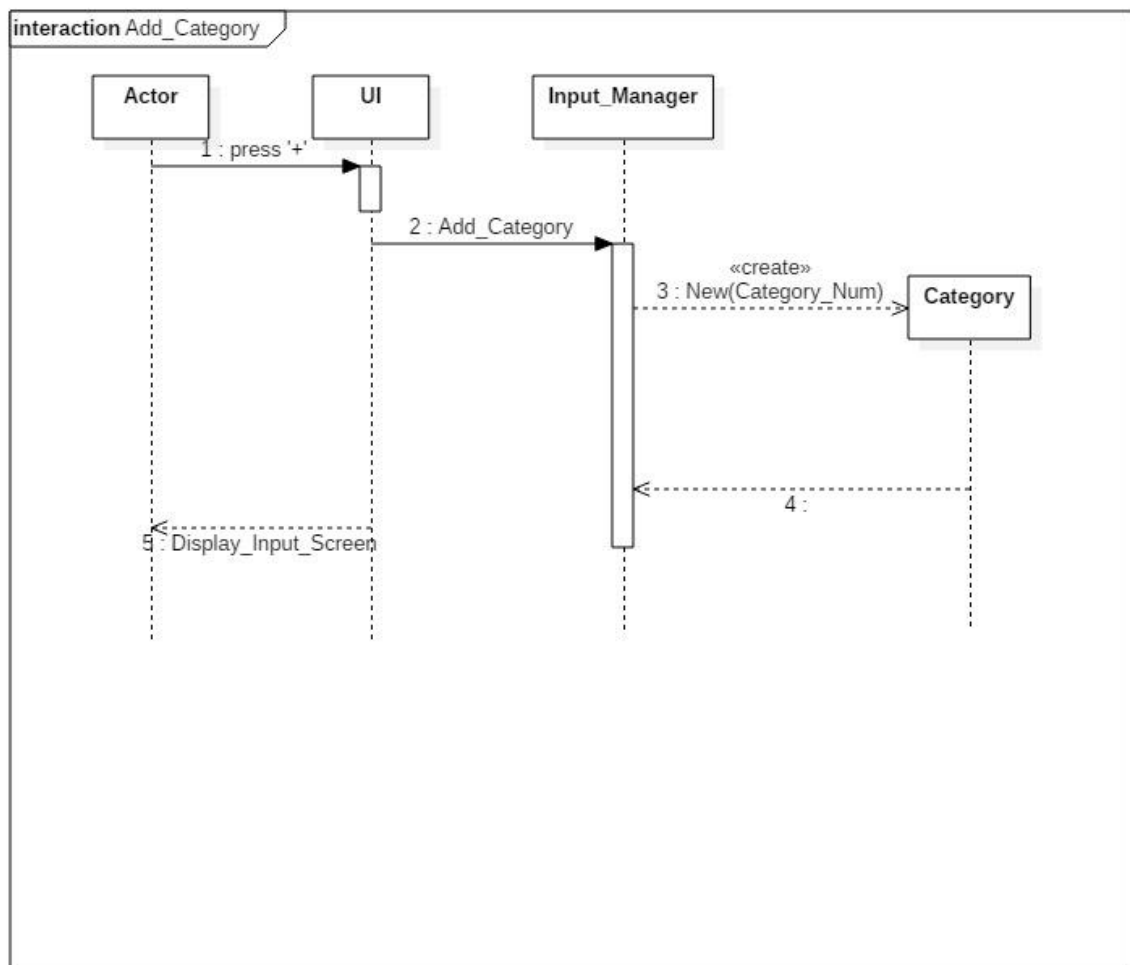 interaction Add_Category
Actor
UI
Input_Manager
1 : press '+'
2 : Add_Category
«create»
3 : New(Category_Num)
Category
4 :
5 : Display_Input_Screen